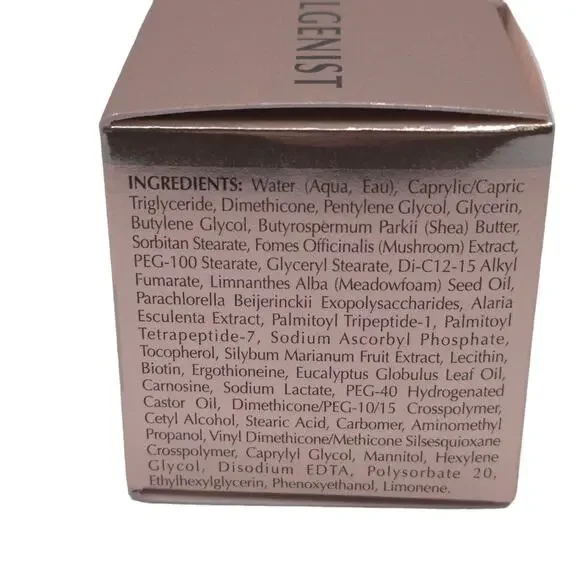 LGENIST
INGREDIENTS: Water (Aqua, Eau), Caprylic/Capric
Triglyceride, Dimethicone, Pentylene Glycol, Glycerin,
Butylene Glycol, Butyrospermum Parkii (Shea) Butter,
Sorbitan Stearate, Fomes Officinalis (Mushroom) Extract,
PEG-100 Stearate, Glyceryl Stearate, Di-C12-15 Alkyl
Fumarate, Limnanthes Alba (Meadowfoam) Seed Oil,
Parachlorella Beijerinckii Exopolysaccharides, Alaria
Esculenta Extract, Palmitoyl Tripeptide-1, Palmitoyl
Tetrapeptide-7, Sodium Ascorbyl Phosphate,
Tocopherol, Silybum Marianum Fruit Extract, Lecithin,
Biotin, Ergothioneine, Eucalyptus Globulus Leaf Oil,
Carnosine, Sodium Lactate, PEG-40 Hydrogenated
Castor Oil, Dimethicone/PEG-10/15 Crosspolymer,
Cetyl Alcohol, Stearic Acid, Carbomer, Aminomethyl
Propanol, Vinyl Dimethicone/Methicone Silsesquioxane
Crosspolymer, Caprylyl Glycol, Mannitol, Hexylene
Glycol, Disodium EDTA, Polysorbate 20,
Ethylhexylglycerin, Phenoxyethanol, Limonene.